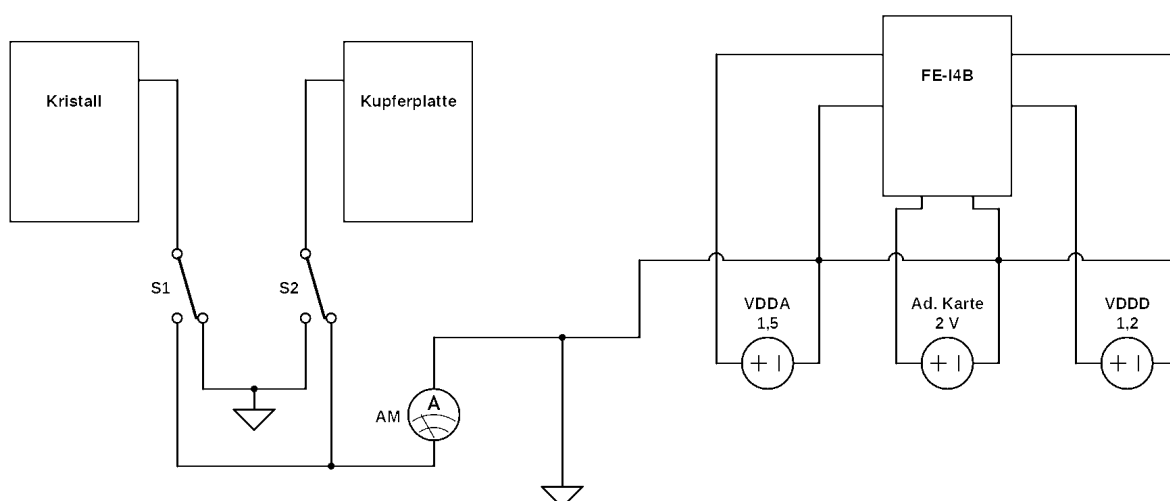 Kristall
Kupferplatte
FE-I4B
S1
S2
VDDA
1,5
Ad. Karte
2 V
VDDD
1,2
AM
A